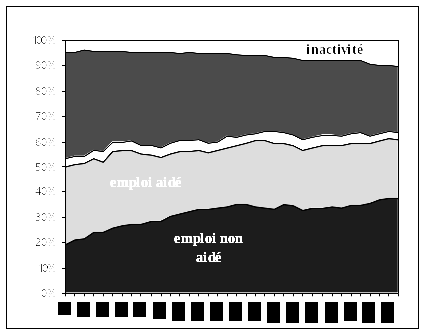 100%
inactivité
90%
80%
70%
60%
50%
emploi aidé
40%
30%
emploi non
aidé
20%
10%
0%